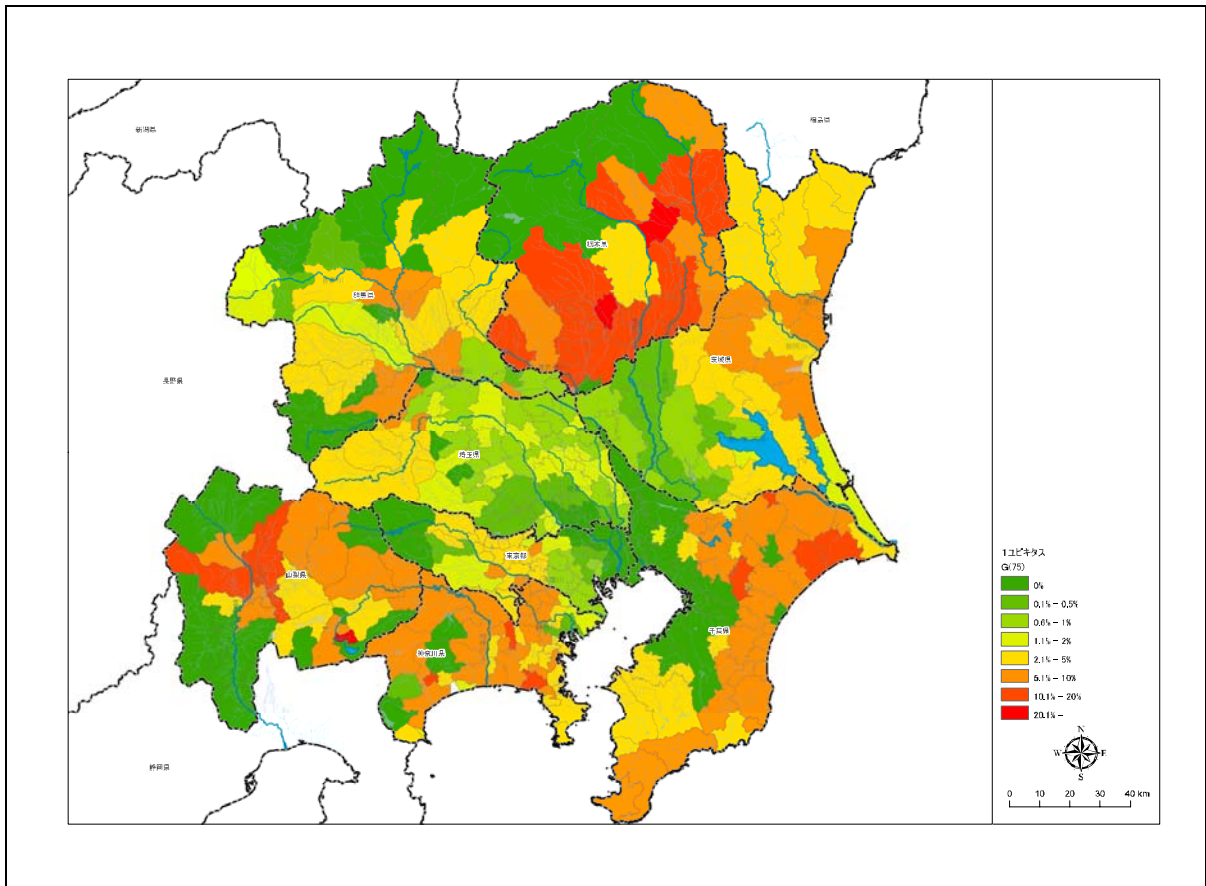 新潟県
福島県
栃木県
群馬県
茨城県
長野県
埼玉県
東京都
山梨県
千葉県
神奈川県
静岡県
1ユビキタス
G(75)
0%
0.1% - 0.5%
0.6% - 1%
1.1% - 2%
2.1% - 5%
5.1% - 10%
10.1% - 20%
20.1% -
N
W E
S
0 10 20 30 40 km